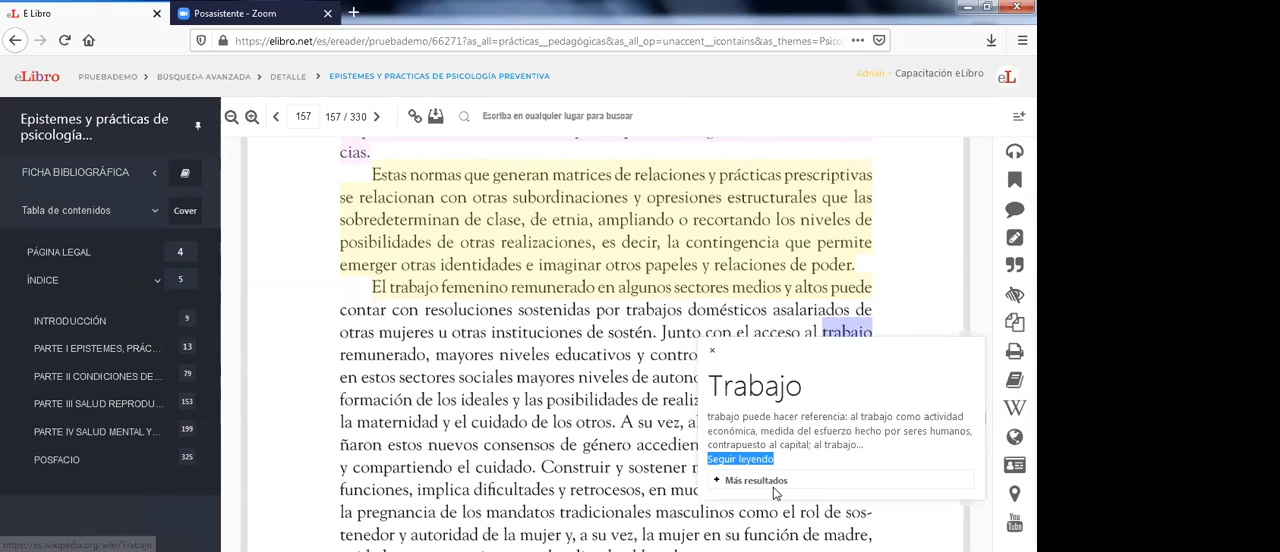 E Libro
Posasistente - Zoom
https://elibro.net/es/ereader/pruebademo/66271?as_all=prácticas__pedagógicas&as_all_op=unaccent__icontains&as_themes=Psico
eLibro
PRUEBADEMO
BÚSQUEDA AVANZADA
DETALLE
EPISTEMES Y PRÁCTICAS DE PSICOLOGÍA PREVENTIVA
Admin - Capacitación eLibro
eL
Epistemes y prácticas de
psicología...
157
157 / 330
Escriba en cualquier lugar para buscar
FICHA BIBLIOGRÁFICA
Tabla de contenidos
Cover
PÁGINA LEGAL 4
ÍNDICE 5
INTRODUCCIÓN 9
PARTE I EPISTEMES, PRÁC... 13
PARTE II CONDICIONES DE... 79
PARTE III SALUD REPRODU... 153
PARTE IV SALUD MENTAL Y... 199
POSFACIO 325
cias.
Estas normas que generan matrices de relaciones y prácticas prescriptivas
se relacionan con otras subordinaciones y opresiones estructurales que las
sobredeterminan de clase, de etnia, ampliando o recortando los niveles de
posibilidades de otras realizaciones, es decir, la contingencia que permite
emerger otras identidades e imaginar otros papeles y relaciones de poder.
El trabajo femenino remunerado en algunos sectores medios y altos puede
contar con resoluciones sostenidas por trabajos domésticos asalariados de
otras mujeres u otras instituciones de sostén. Junto con el acceso al trabajo
remunerado, mayores niveles educativos y contro
en estos sectores sociales mayores niveles de auton
formación de los ideales y las posibilidades de realiz
la maternidad y el cuidado de los otros. A su vez, al
ñaron estos nuevos consensos de género accedien
y compartiendo el cuidado. Construir y sostener
funciones, implica dificultades y retrocesos, en muc
la pregnancia de los mandatos tradicionales masculinos como el rol de sos-
tenedor y autoridad de la mujer y, a su vez, la mujer en su función de madre,
Trabajo
trabajo puede hacer referencia: al trabajo como actividad
económica, medida del esfuerzo hecho por seres humanos,
contrapuesto al capital; al trabajo...
Seguir leyendo
+ Más resultados
W
You
Tube
https://es.wikipedia.org/wiki/Trabajo